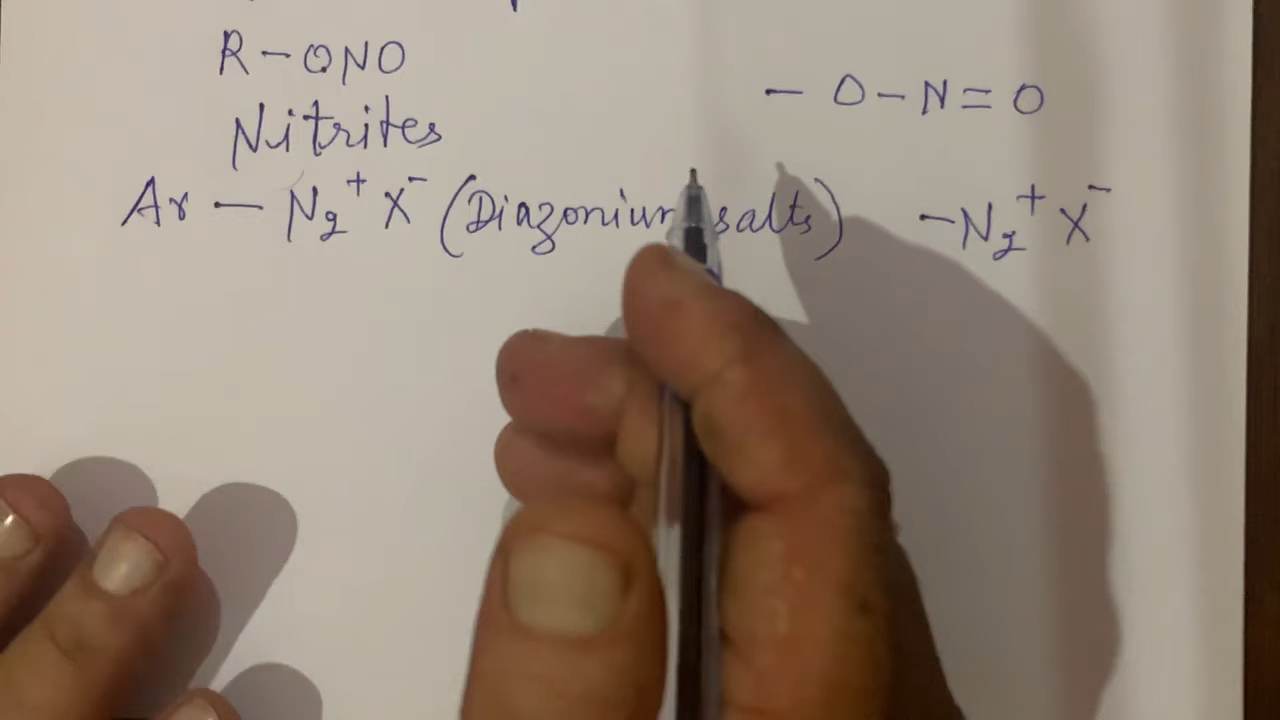 R-ONO
- O-N=O
Nitrites
Ar - N₂⁺X⁻ (Diazonium salts) -N₂⁺X⁻